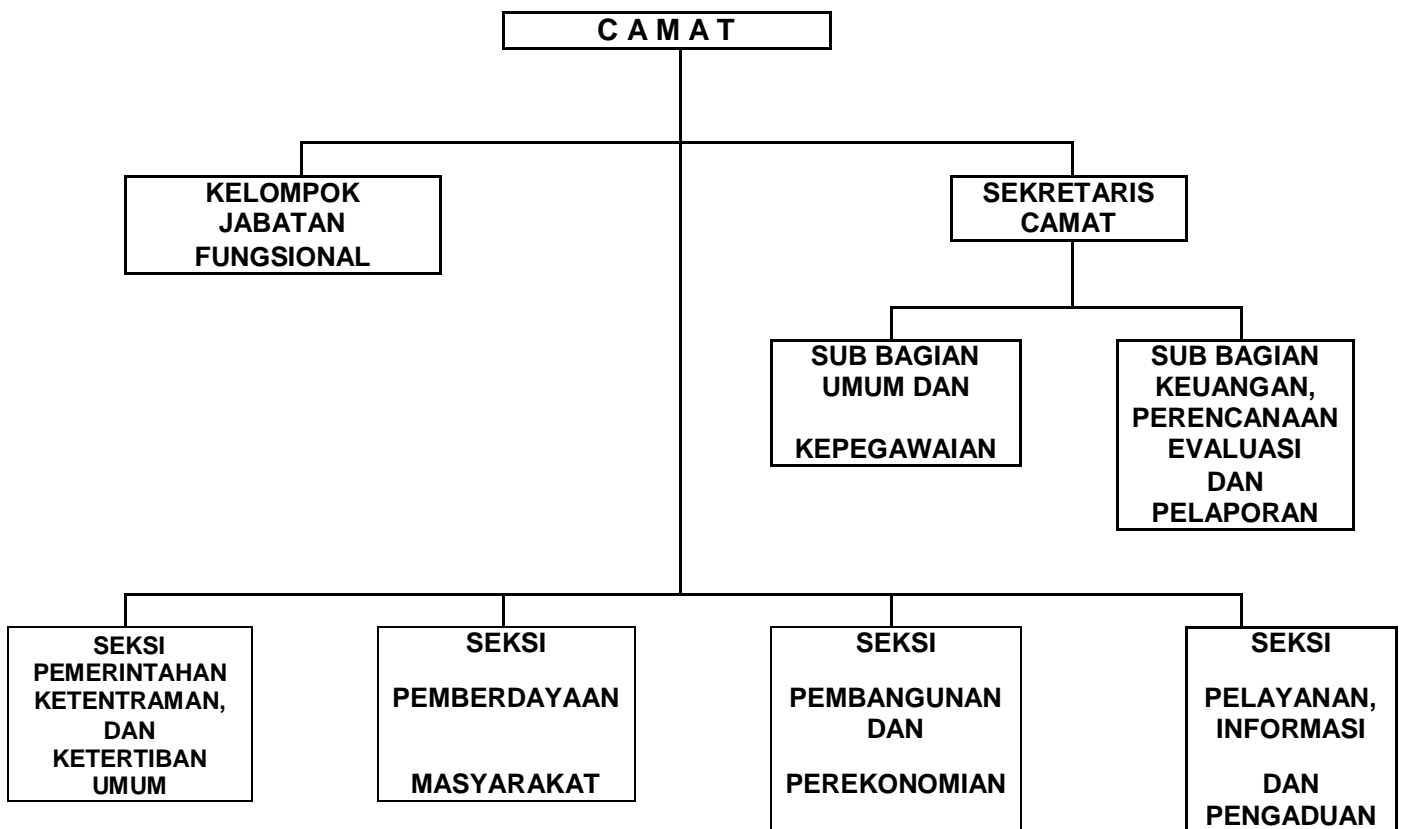 C A M A T
KELOMPOK
JABATAN
FUNGSIONAL
SEKRETARIS
CAMAT
SUB BAGIAN
UMUM DAN
KEPEGAWAIAN
SUB BAGIAN
KEUANGAN,
PERENCANAAN
EVALUASI
DAN
PELAPORAN
SEKSI
PEMERINTAHAN
KETENTRAMAN,
DAN
KETERTIBAN
UMUM
SEKSI
PEMBERDAYAAN
MASYARAKAT
SEKSI
PEMBANGUNAN
DAN
PEREKONOMIAN
SEKSI
PELAYANAN,
INFORMASI
DAN
PENGADUAN